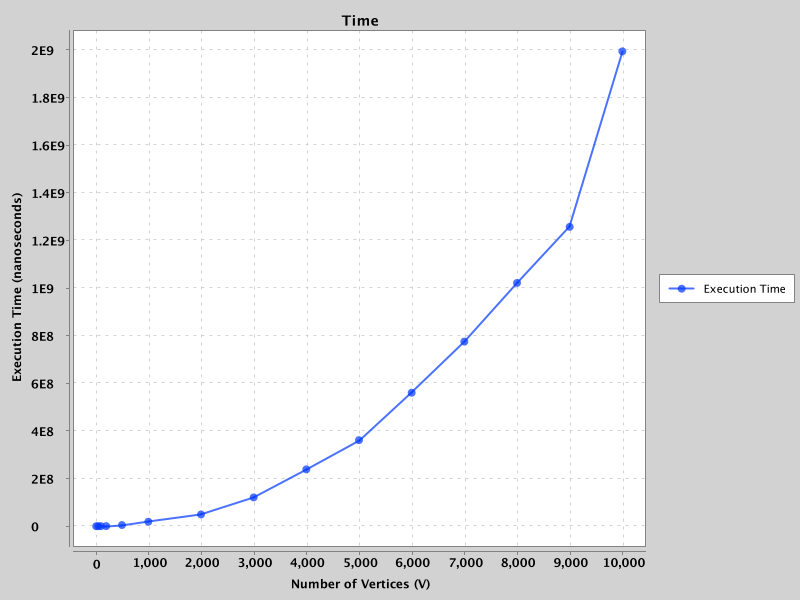 Time
Execution Time (nanoseconds)
2E9
1.8E9
1.6E9
1.4E9
1.2E9
1E9
8E8
6E8
4E8
2E8
0
0 1,000 2,000 3,000 4,000 5,000 6,000 7,000 8,000 9,000 10,000
Number of Vertices (V)
Execution Time